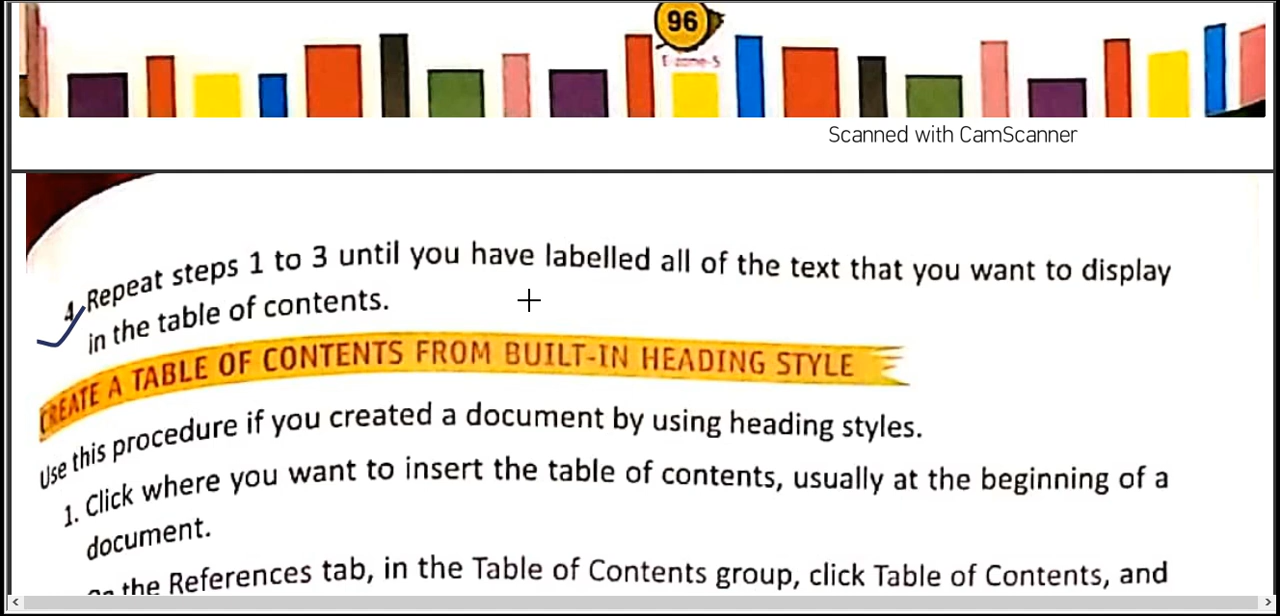 96
E-zone-5
Scanned with CamScanner
4. Repeat steps 1 to 3 until you have labelled all of the text that you want to display
in the table of contents.
CREATE A TABLE OF CONTENTS FROM BUILT-IN HEADING STYLE
Use this procedure if you created a document by using heading styles.
1. Click where you want to insert the table of contents, usually at the beginning of a
document.
On the References tab, in the Table of Contents group, click Table of Contents, and